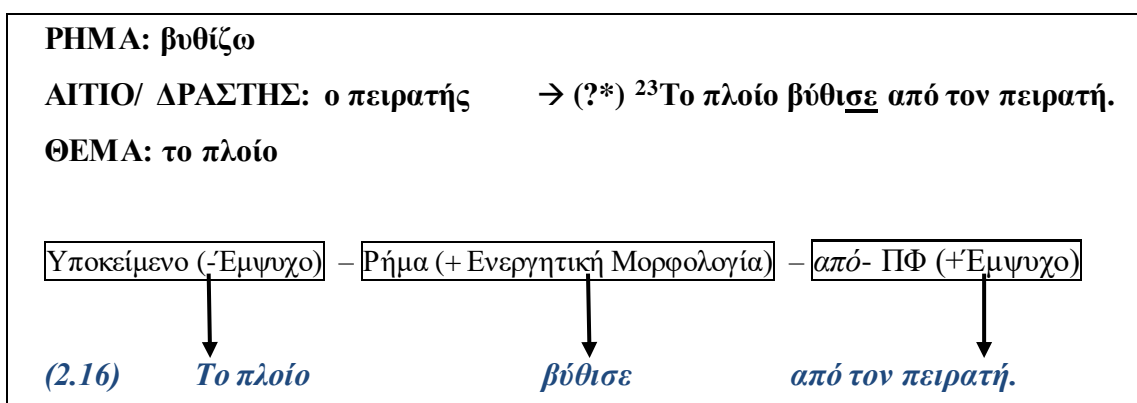 ΡΗΜΑ: βυθίζω
ΑΙΤΙΟ/ ΔΡΑΣΤΗΣ: ο πειρατής → (?*) ²³Το πλοίο βύθισε από τον πειρατή.
ΘΕΜΑ: το πλοίο
Υποκείμενο (-Έμψυχο) – Ρήμα (+ Ενεργητική Μορφολογία) – από- ΠΦ (+Έμψυχο)
(2.16) Το πλοίο βύθισε από τον πειρατή.